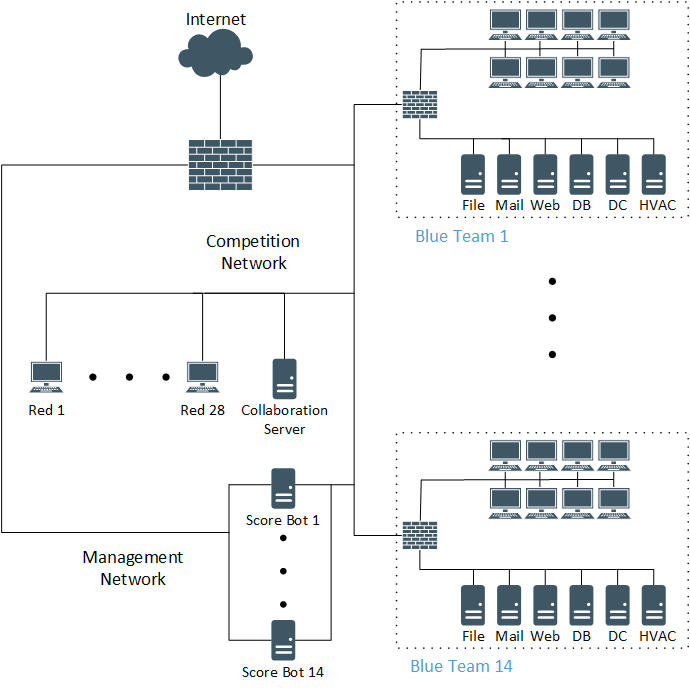 Internet
File Mail Web DB DC HVAC
Blue Team 1
Competition
Network
Red 1
Red 28
Collaboration
Server
Score Bot 1
Management
Network
Score Bot 14
File Mail Web DB DC HVAC
Blue Team 14